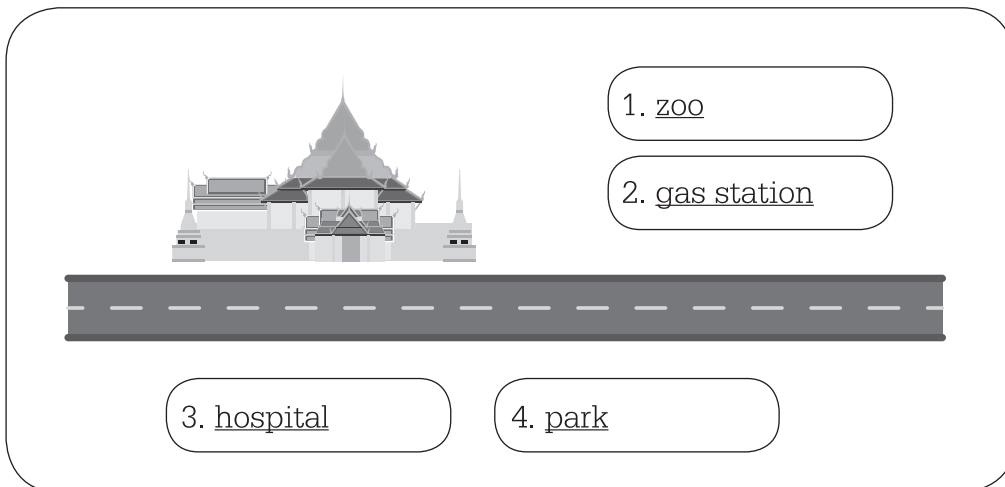 1. zoo
2. gas station
3. hospital
4. park